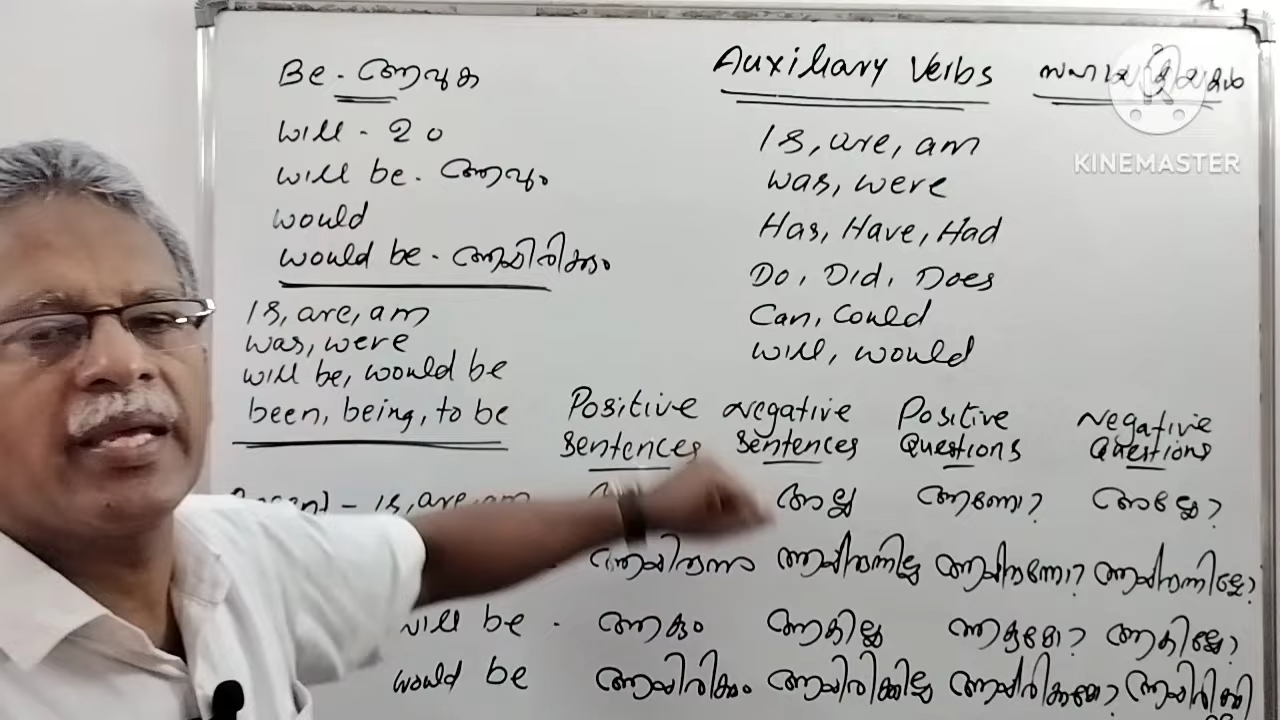 Be - ആവുക
will - ഉം
will be - ആവും
would
would be - ആയിരിക്കും
Is, are, am
was, were
will be, would be
been, being, to be
Auxiliary Verbs
Is, are, am
was, were
Has, Have, Had
Do, Did, Does
Can, Could
will, would
Positive Sentences Negative Sentences Positive Questions Negative Questions
- is, are, am അല്ല ആണോ? അല്ലേ?
ആയിരുന്നു ആയിരുന്നില്ല ആയിരുന്നോ? ആയിരുന്നില്ലേ?
will be - ആകും ആകില്ല ആകുമോ? ആകില്ലേ?
would be ആയിരിക്കും ആയിരിക്കില്ല ആയിരിക്കുമോ?
KINEMASTER